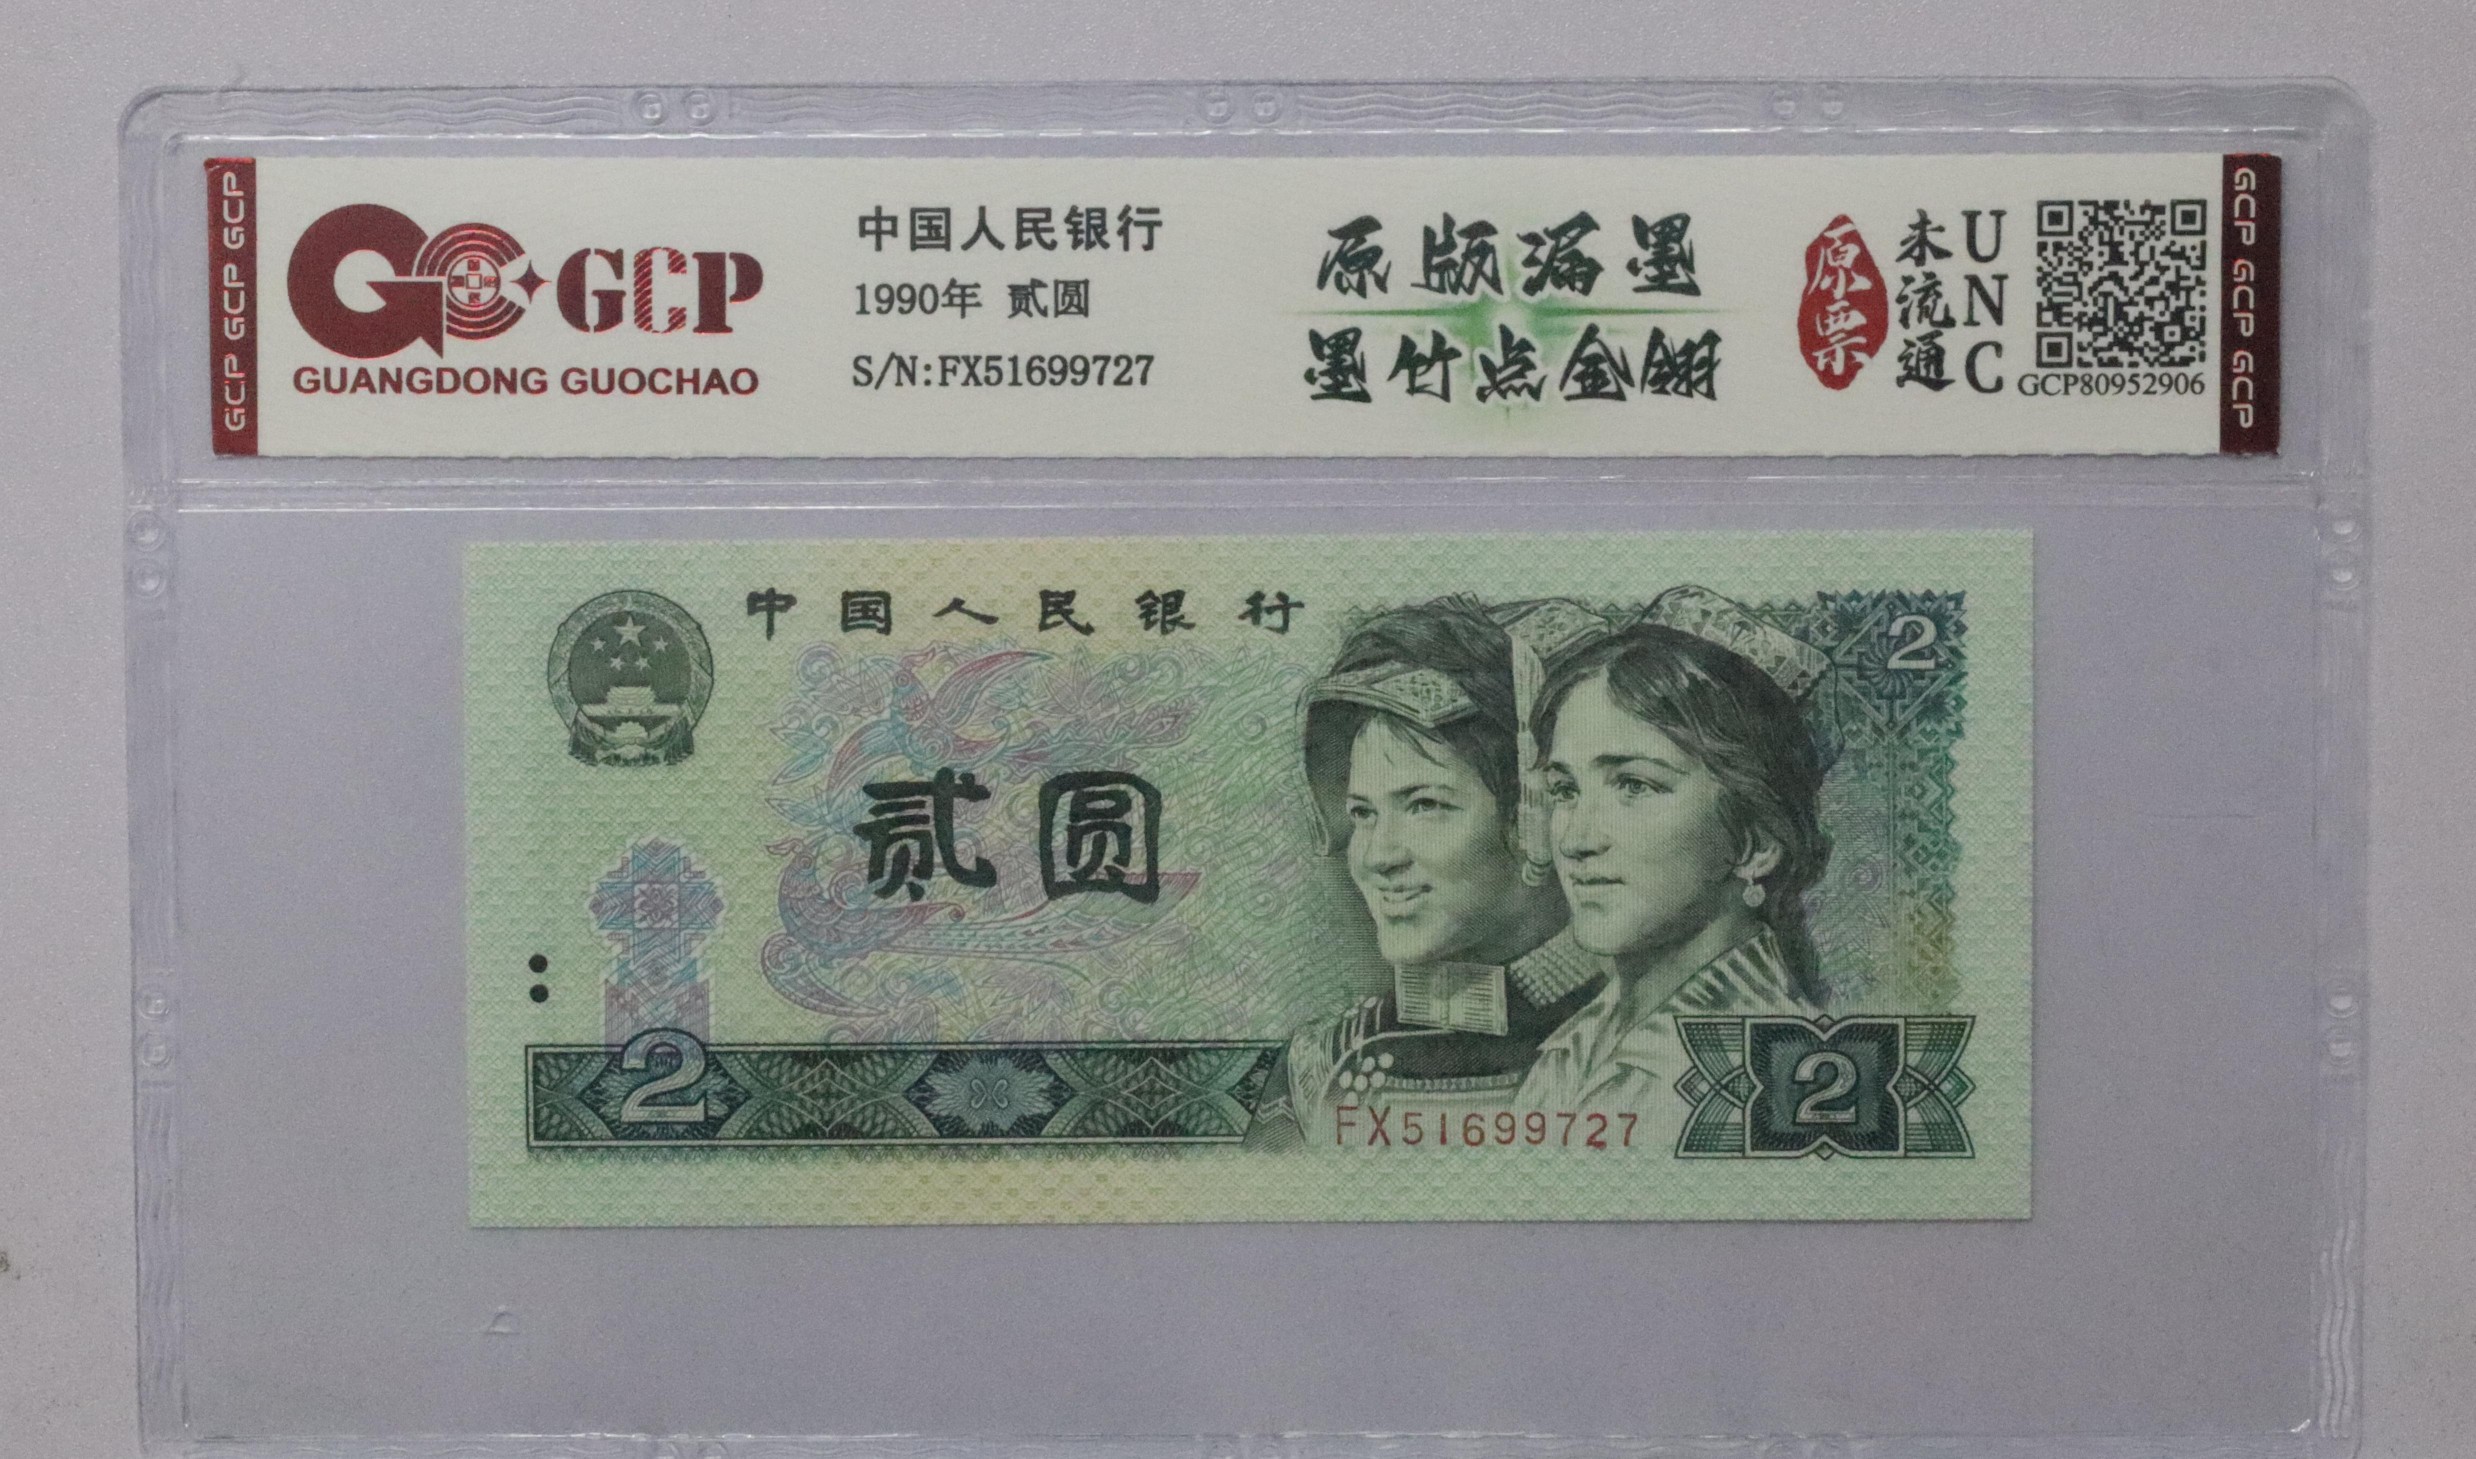 GCP GCP GCP
GCP
GUANGDONG GUOCHAO
中国人民银行
1990年 贰圆
S/N:FX51699727
原版漏墨
墨竹点金翎
原票
未流通
UNC
GCP80952906
GCP GCP GCP
中国人民银行
2
贰圆
2
FX51699727
2